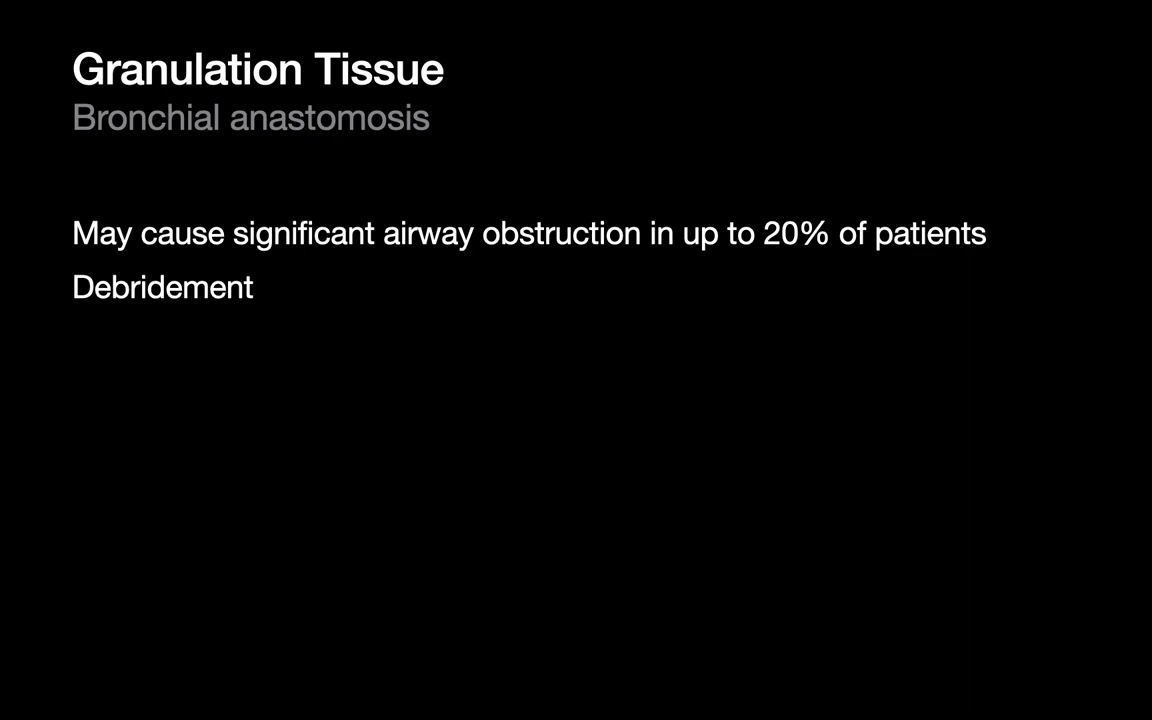 Granulation Tissue
Bronchial anastomosis
May cause significant airway obstruction in up to 20% of patients
Debridement